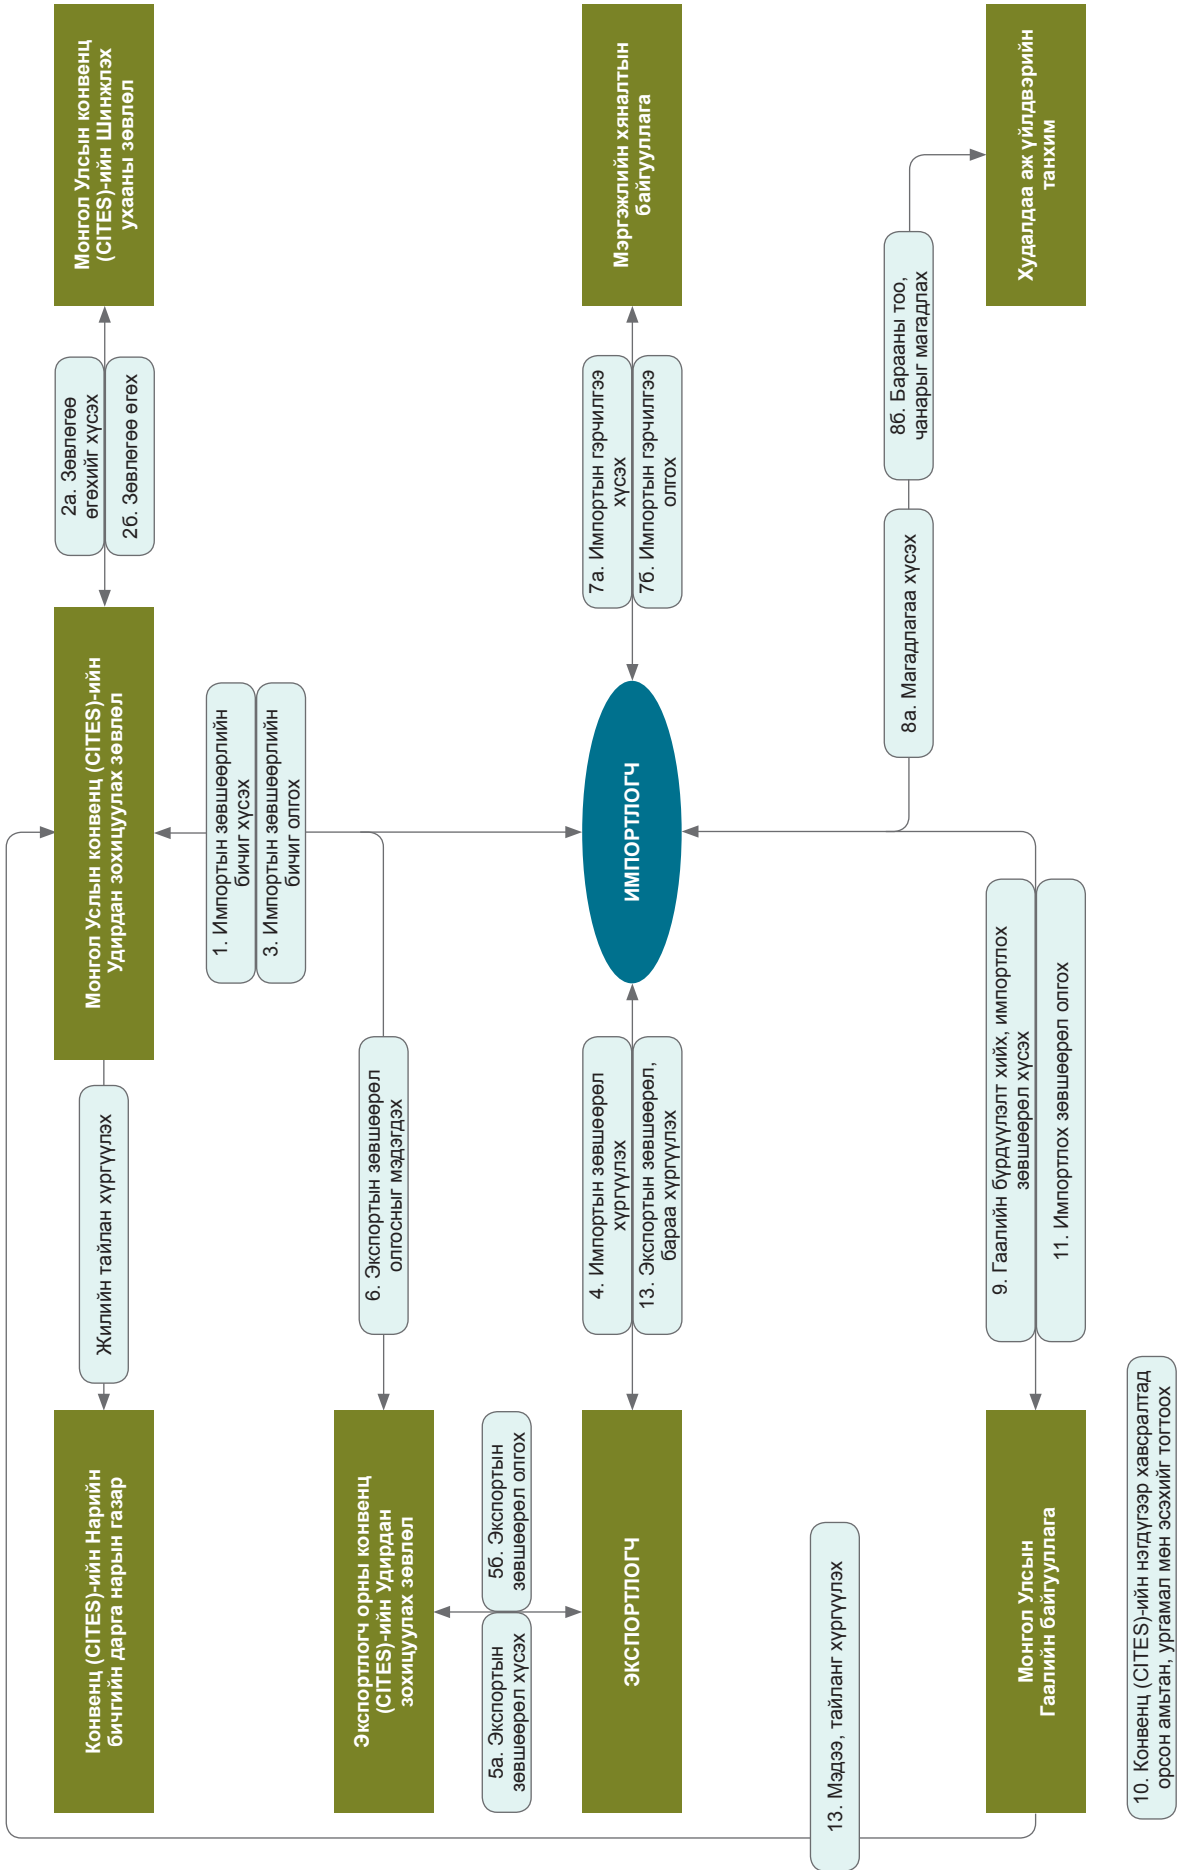 Конвенц (CITES)-ийн Нарийн
бичгийн дарга нарын газар
Жилийн тайлан хүргүүлэх
Монгол Услын конвенц (CITES)-ийн
Удирдан зохицуулах зөвлөл
2а. Зөвлөгөө
өгөхийг хүсэх
2б. Зөвлөгөө өгөх
Монгол Улсын конвенц
(CITES)-ийн Шинжлэх
ухааны зөвлөл
1. Импортын зөвшөөрлийн
бичиг хүсэх
3. Импортын зөвшөөрлийн
бичиг олгох
Экспортлогч орны конвенц
(CITES)-ийн Удирдан
зохицуулах зөвлөл
6. Экспортын зөвшөөрөл
олгосныг мэдэгдэх
5а. Экспортын
зөвшөөрөл хүсэх
5б. Экспортын
зөвшөөрөл олгох
ЭКСПОРТЛОГЧ
4. Импортын зөвшөөрөл
хүргүүлэх
13. Экспортын зөвшөөрөл,
бараа хүргүүлэх
ИМПОРТЛОГЧ
7а. Импортын гэрчилгээ
хүсэх
7б. Импортын гэрчилгээ
олгох
Мэргэжлийн хяналтын
байгууллага
13. Мэдээ, тайланг хүргүүлэх
8а. Магадлагаа хүсэх
8б. Барааны тоо,
чанарыг магадлах
Монгол Улсын
Гаалийн байгууллага
9. Гаалийн бүрдүүлэлт хийх, импортлох
зөвшөөрөл хүсэх
11. Импортлох зөвшөөрөл олгох
Худалдаа аж үйлдвэрийн
танхим
10. Конвенц (CITES)-ийн нэгдүгээр хавсралтад
орсон амьтан, ургамал мөн эсэхийг тогтоох